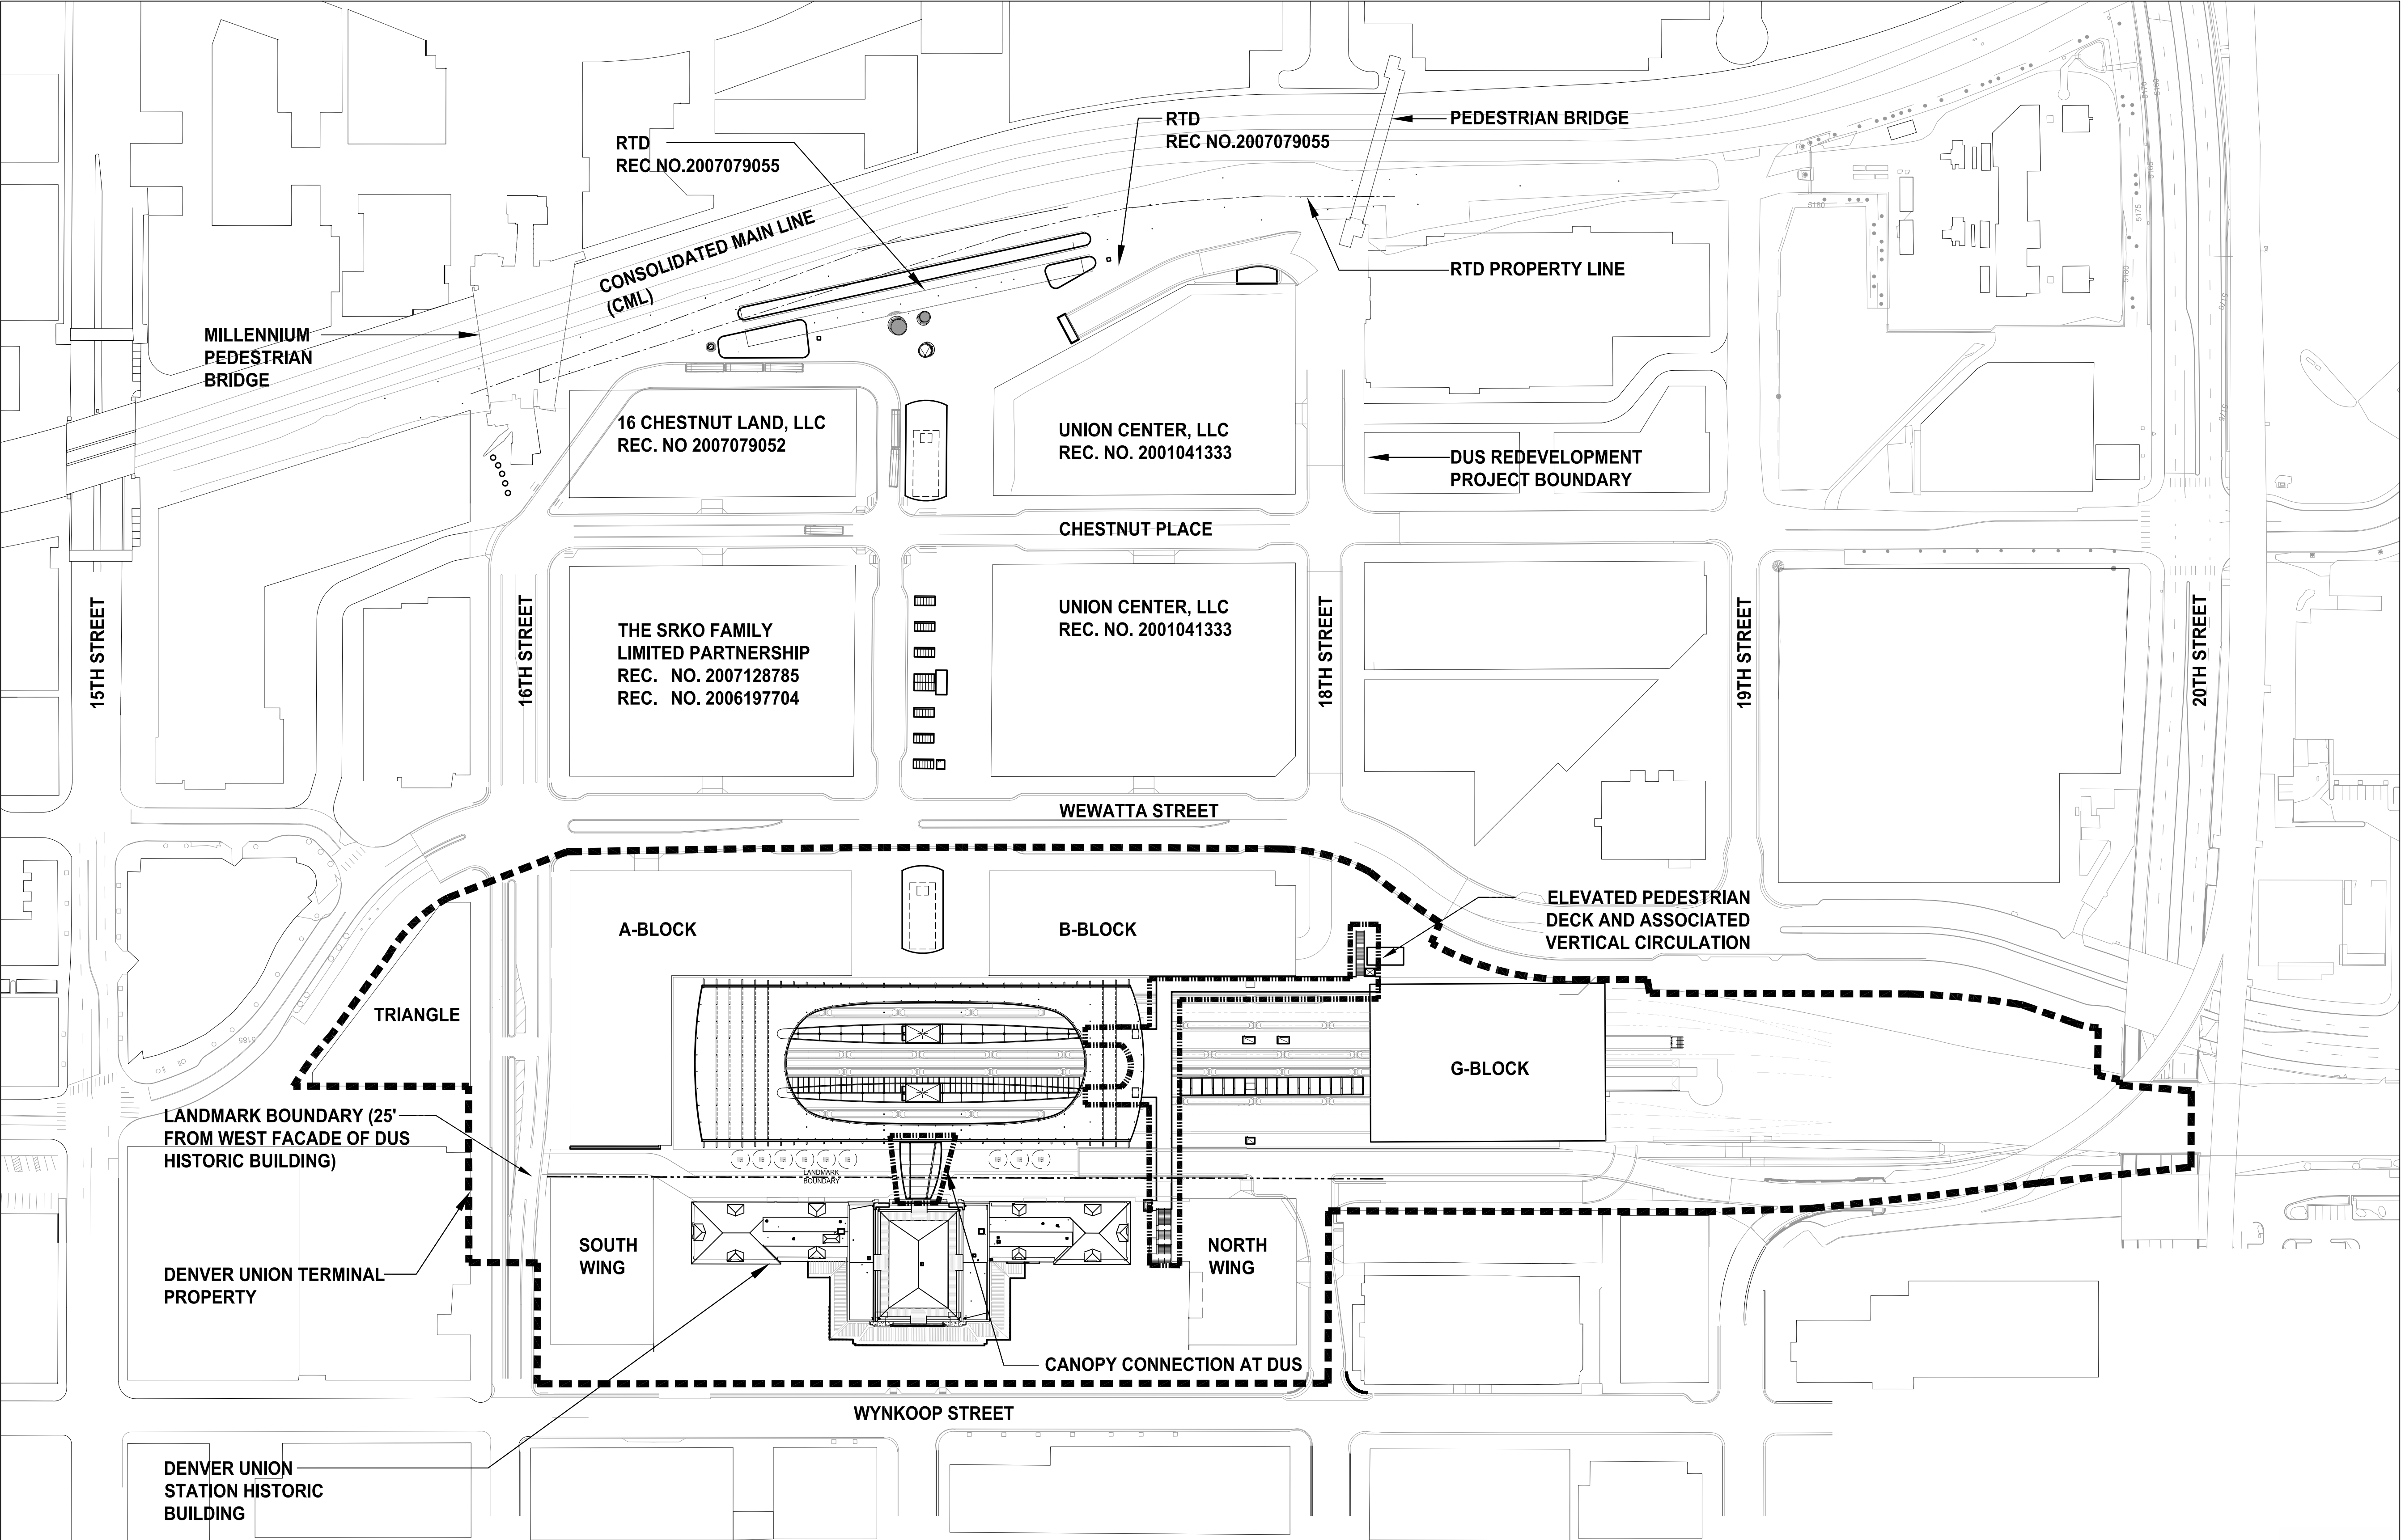 RTD
REC NO.2007079055
RTD
REC NO.2007079055
PEDESTRIAN BRIDGE
CONSOLIDATED MAIN LINE
(CML)
RTD PROPERTY LINE
MILLENNIUM
PEDESTRIAN
BRIDGE
16 CHESTNUT LAND, LLC
REC. NO 2007079052
UNION CENTER, LLC
REC. NO. 2001041333
DUS REDEVELOPMENT
PROJECT BOUNDARY
CHESTNUT PLACE
15TH STREET
16TH STREET
THE SRKO FAMILY
LIMITED PARTNERSHIP
REC. NO. 2007128785
REC. NO. 2006197704
UNION CENTER, LLC
REC. NO. 2001041333
18TH STREET
19TH STREET
20TH STREET
WEWATTA STREET
A-BLOCK
B-BLOCK
ELEVATED PEDESTRIAN
DECK AND ASSOCIATED
VERTICAL CIRCULATION
TRIANGLE
G-BLOCK
LANDMARK BOUNDARY (25'
FROM WEST FACADE OF DUS
HISTORIC BUILDING)
LANDMARK
BOUNDARY
SOUTH
WING
NORTH
WING
DENVER UNION TERMINAL
PROPERTY
CANOPY CONNECTION AT DUS
WYNKOOP STREET
DENVER UNION
STATION HISTORIC
BUILDING
5180
5185
5175
5165
5160